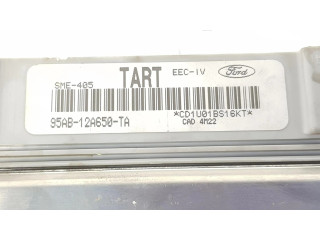 SME-405 TART EEC-IV Ford
95AB-12A650-TA *CD1U01BS16KT*
CAD 4M22